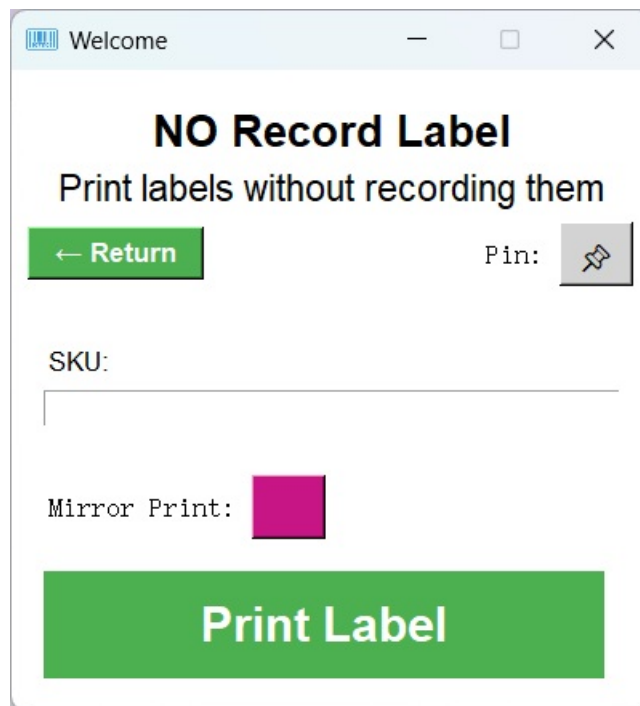 Welcome
NO Record Label
Print labels without recording them
← Return
Pin:
SKU:
Mirror Print:
Print Label